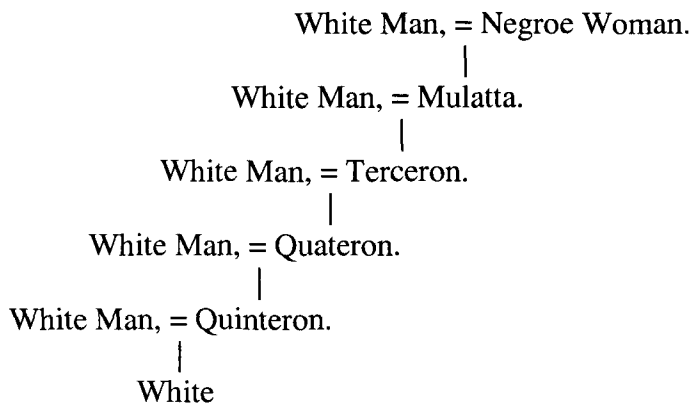 White Man, = Negroe Woman.
White Man, = Mulatta.
White Man, = Terceron.
White Man, = Quateron.
White Man, = Quinteron.
White